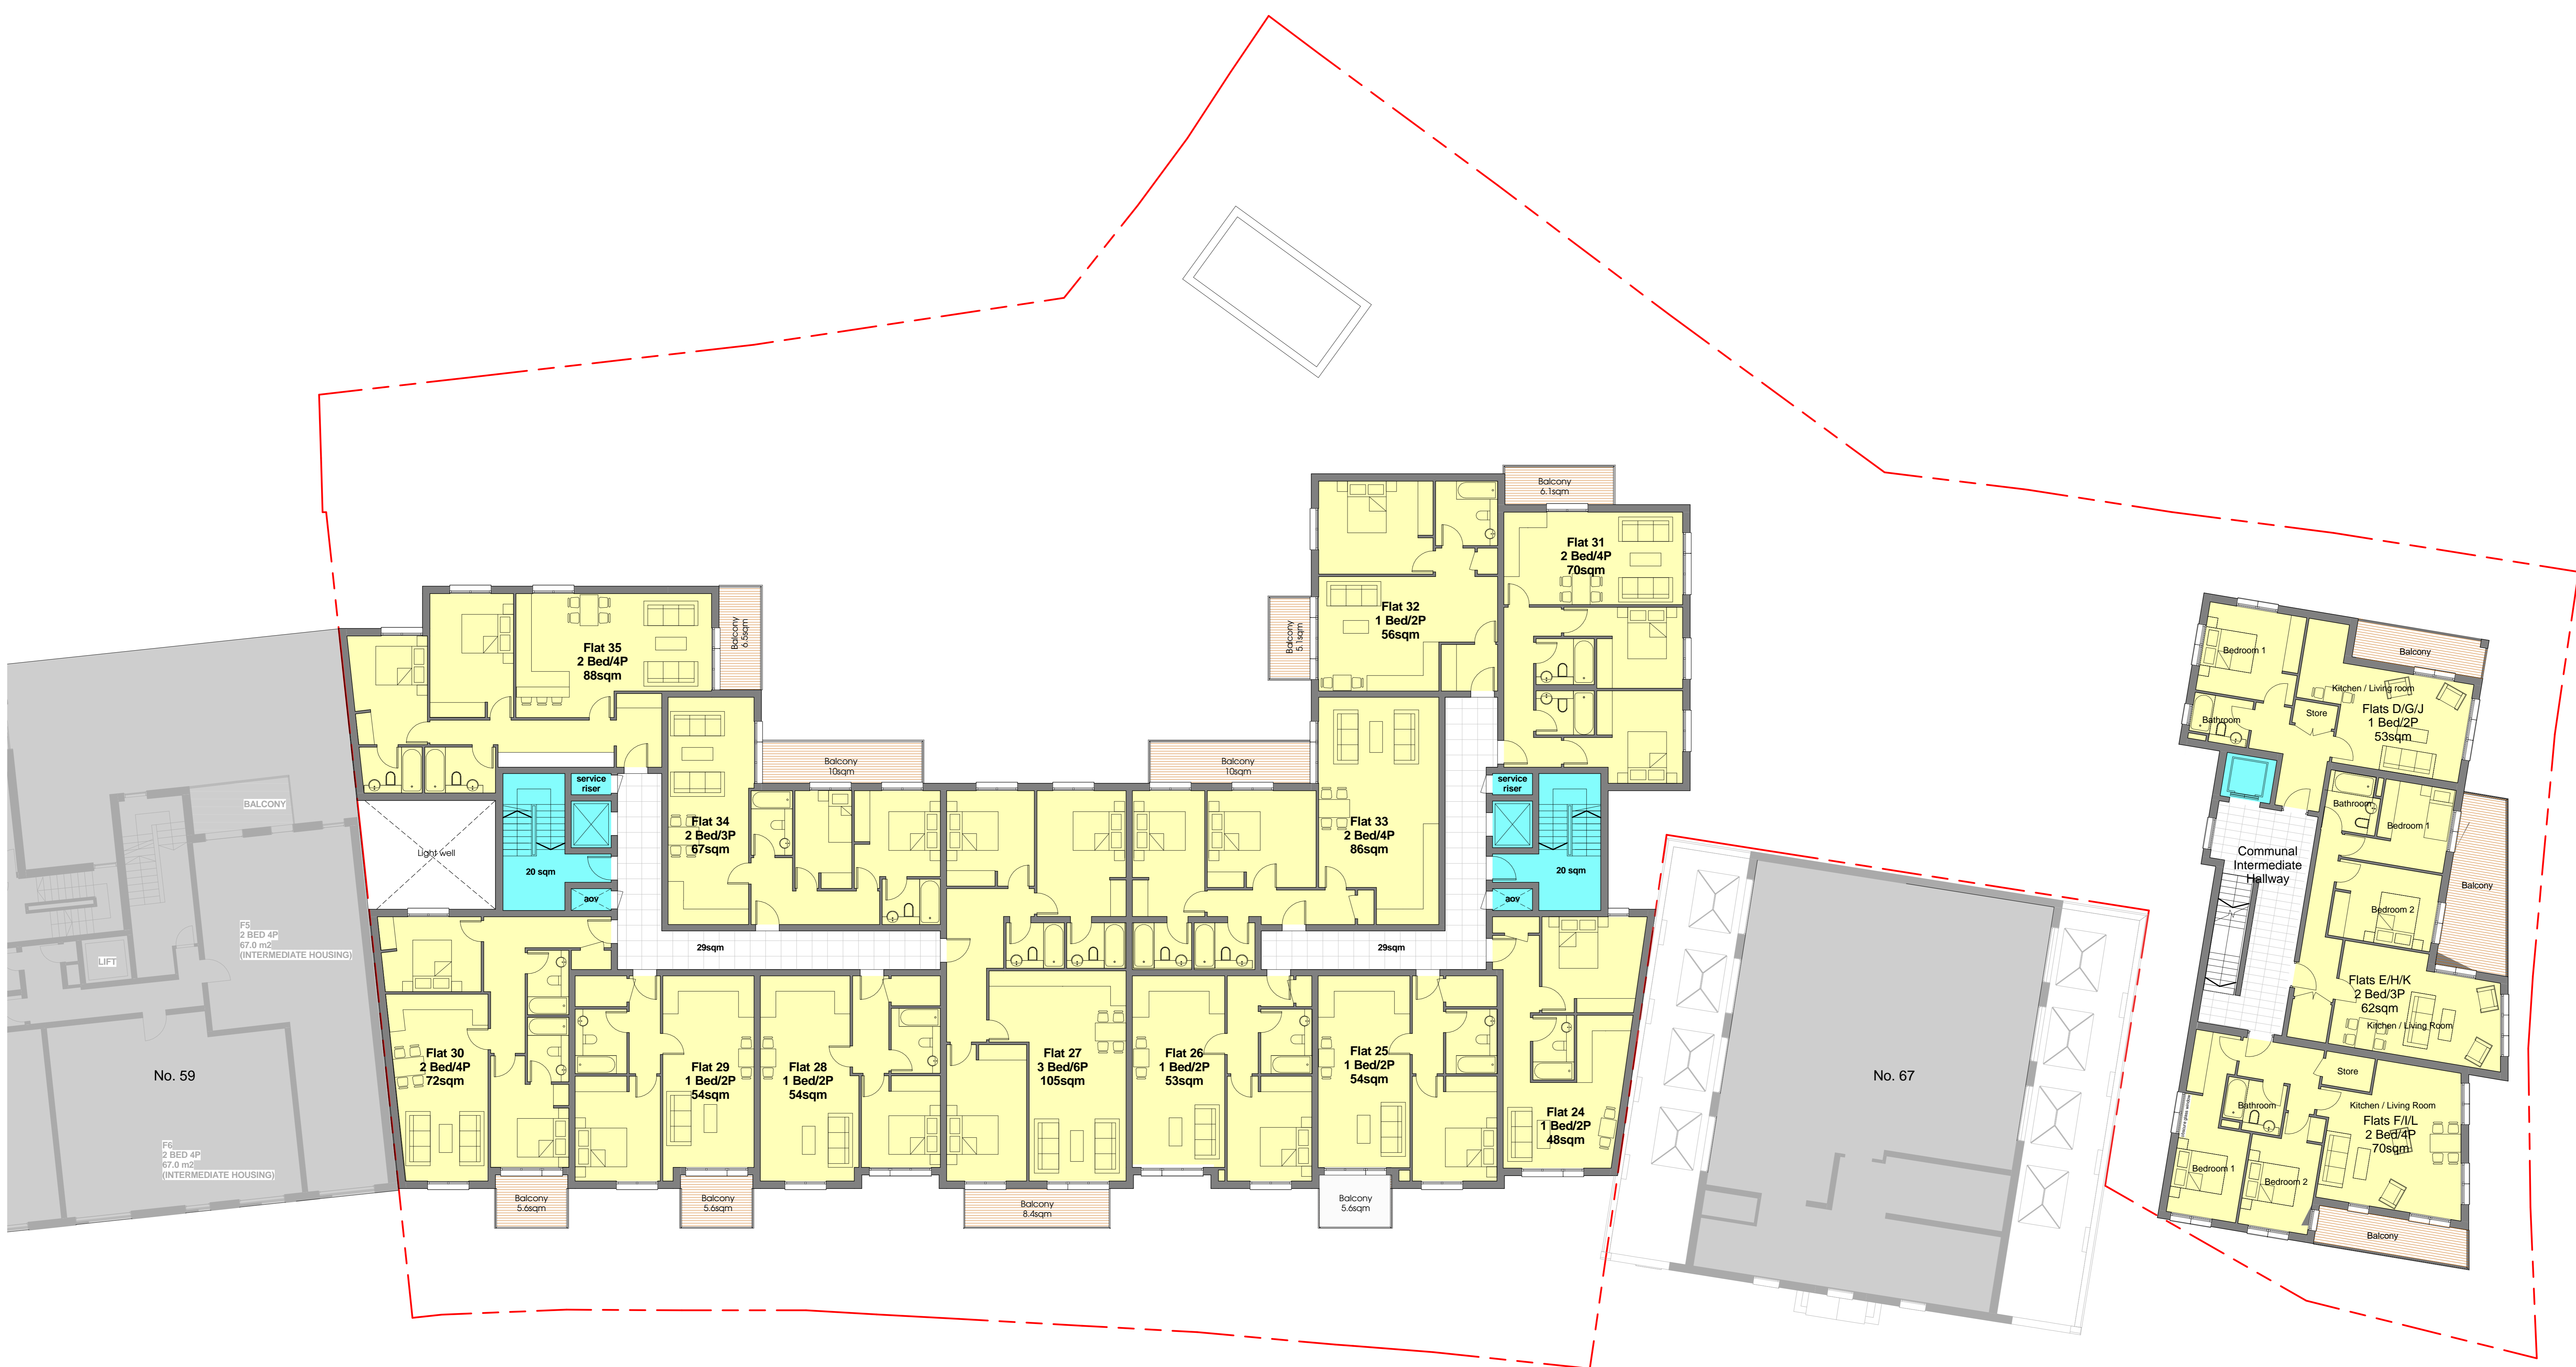 Balcony
6.1sqm
Flat 31
2 Bed/4P
70sqm
Flat 32
1 Bed/2P
56sqm
Balcony
5.1sqm
Balcony
6.5sqm
Flat 35
2 Bed/4P
88sqm
Balcony
10sqm
Balcony
10sqm
service
riser
service
riser
Flat 34
2 Bed/3P
67sqm
Flat 33
2 Bed/4P
86sqm
Light well
20 sqm
aov
20 sqm
aov
29sqm
29sqm
BALCONY
F5
2 BED 4P
67.0 m2
(INTERMEDIATE HOUSING)
LIFT
No. 59
F6
2 BED 4P
67.0 m2
(INTERMEDIATE HOUSING)
Flat 30
2 Bed/4P
72sqm
Flat 29
1 Bed/2P
54sqm
Flat 28
1 Bed/2P
54sqm
Flat 27
3 Bed/6P
105sqm
Flat 26
1 Bed/2P
53sqm
Flat 25
1 Bed/2P
54sqm
Flat 24
1 Bed/2P
48sqm
Balcony
5.6sqm
Balcony
5.6sqm
Balcony
8.4sqm
Balcony
5.6sqm
No. 67
Bedroom 1
Balcony
Kitchen / Living room
Flats D/G/J
1 Bed/2P
53sqm
Store
Bathroom
Bathroom
Bedroom 1
Communal
Intermediate
Hallway
Balcony
Bedroom 2
Flats E/H/K
2 Bed/3P
62sqm
Kitchen / Living Room
Store
Bathroom
Kitchen / Living Room
Flats F/I/L
2 Bed/4P
70sqm
Bedroom 1
Bedroom 2
Balcony